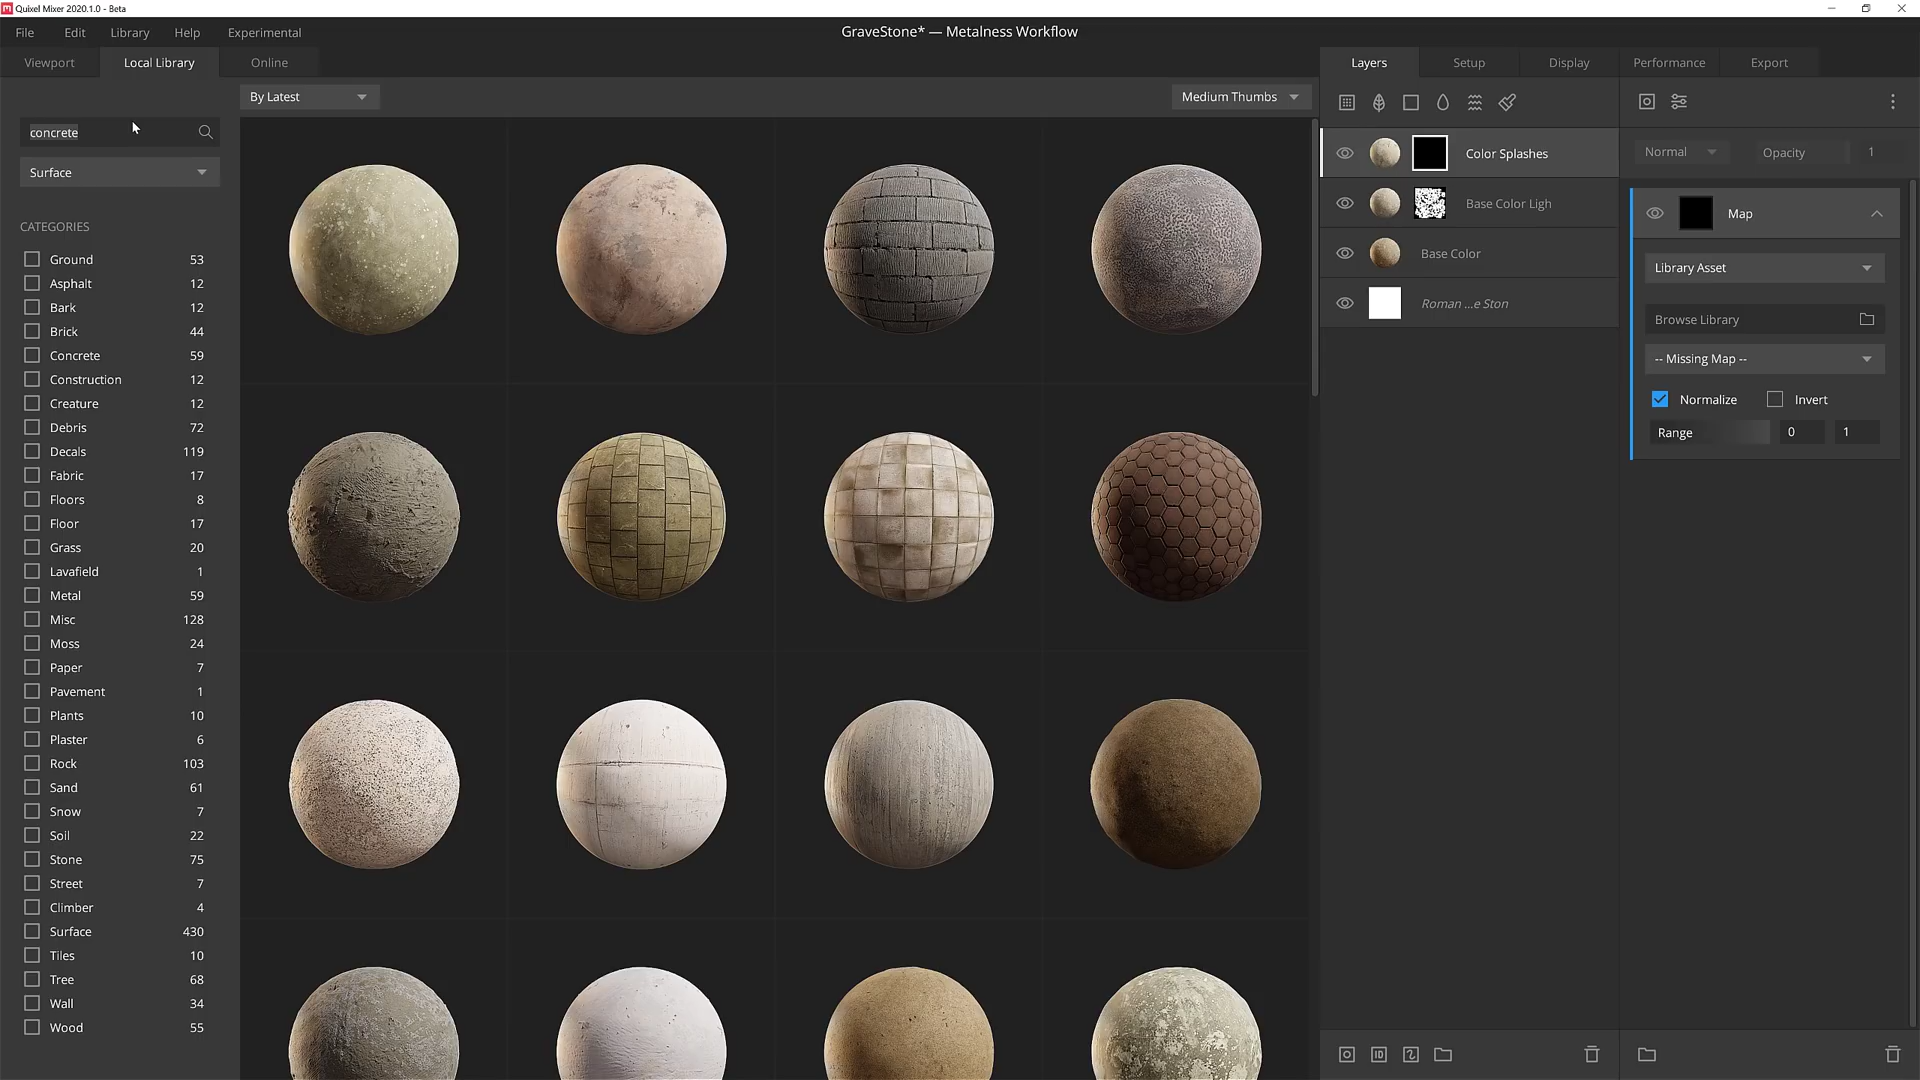 Quixel Mixer 2020.1.0 - Beta
File Edit Library Help Experimental
GraveStone* — Metalness Workflow
Viewport Local Library Online
By Latest
Medium Thumbs
concrete
Surface
CATEGORIES
Ground 53
Asphalt 12
Bark 12
Brick 44
Concrete 59
Construction 12
Creature 12
Debris 72
Decals 119
Fabric 17
Floors 8
Floor 17
Grass 20
Lavafield 1
Metal 59
Misc 128
Moss 24
Paper 7
Pavement 1
Plants 10
Plaster 6
Rock 103
Sand 61
Snow 7
Soil 22
Stone 75
Street 7
Climber 4
Surface 430
Tiles 10
Tree 68
Wall 34
Wood 55
Layers Setup Display Performance Export
Color Splashes
Base Color Ligh
Base Color
Roman ...e Ston
Normal Opacity 1
Map
Library Asset
Browse Library
-- Missing Map --
Normalize Invert
Range 0 1
ID